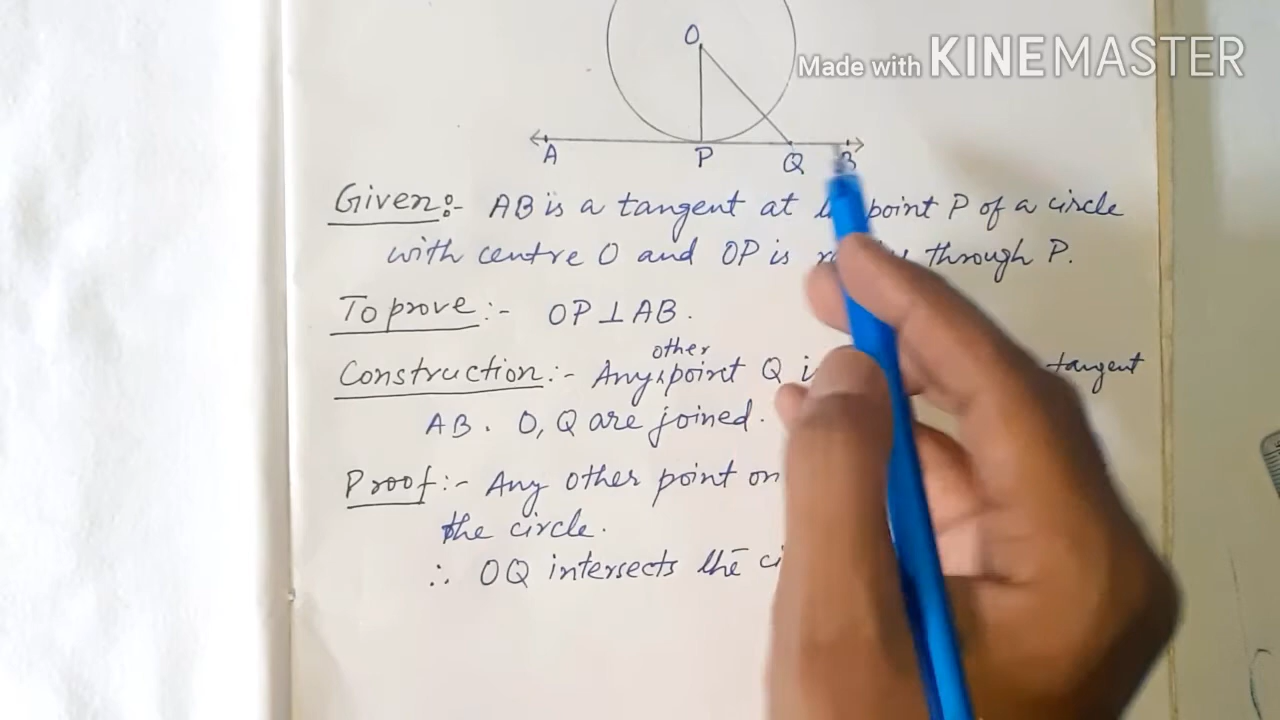 Made with KINEMASTER
O
A P Q B
Given:- AB is a tangent at point P of a circle
with centre O and OP is through P.
To prove:- OP⊥AB.
other
Construction:- Any point Q tangent
AB. O, Q are joined.
Proof:- Any other point on
the circle.
∴ OQ intersects the